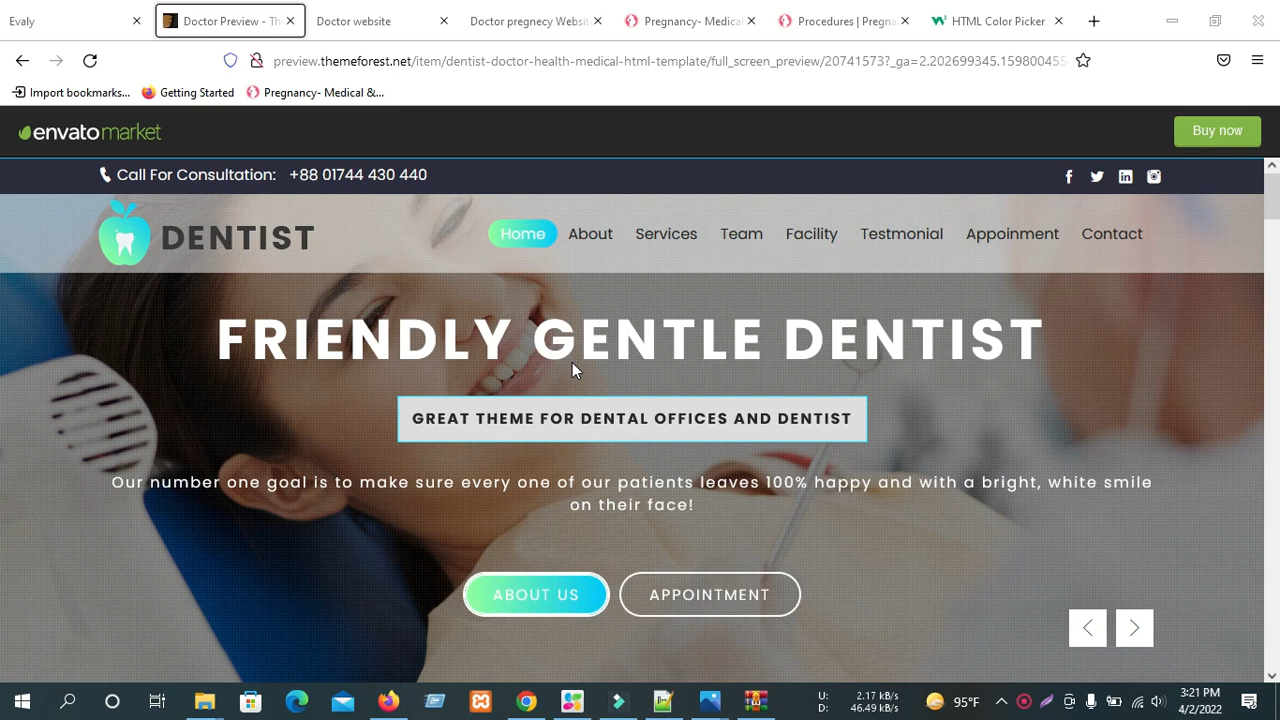 Evaly
Doctor Preview - Th
Doctor website
Doctor pregnecy Websit
Pregnancy- Medical
Procedures | Pregna
HTML Color Picker
preview.themeforest.net/item/dentist-doctor-health-medical-html-template/full_screen_preview/20741573?_ga=2.202699345.159800455
Import bookmarks...
Getting Started
Pregnancy- Medical &...
envatomarket
Buy now
Call For Consultation: +88 01744 430 440
DENTIST
Home About Services Team Facility Testmonial Appoinment Contact
FRIENDLY GENTLE DENTIST
GREAT THEME FOR DENTAL OFFICES AND DENTIST
Our number one goal is to make sure every one of our patients leaves 100% happy and with a bright, white smile
on their face!
ABOUT US
APPOINTMENT
U: 2.17 kB/s
D: 46.49 kB/s
95°F
3:21 PM
4/2/2022